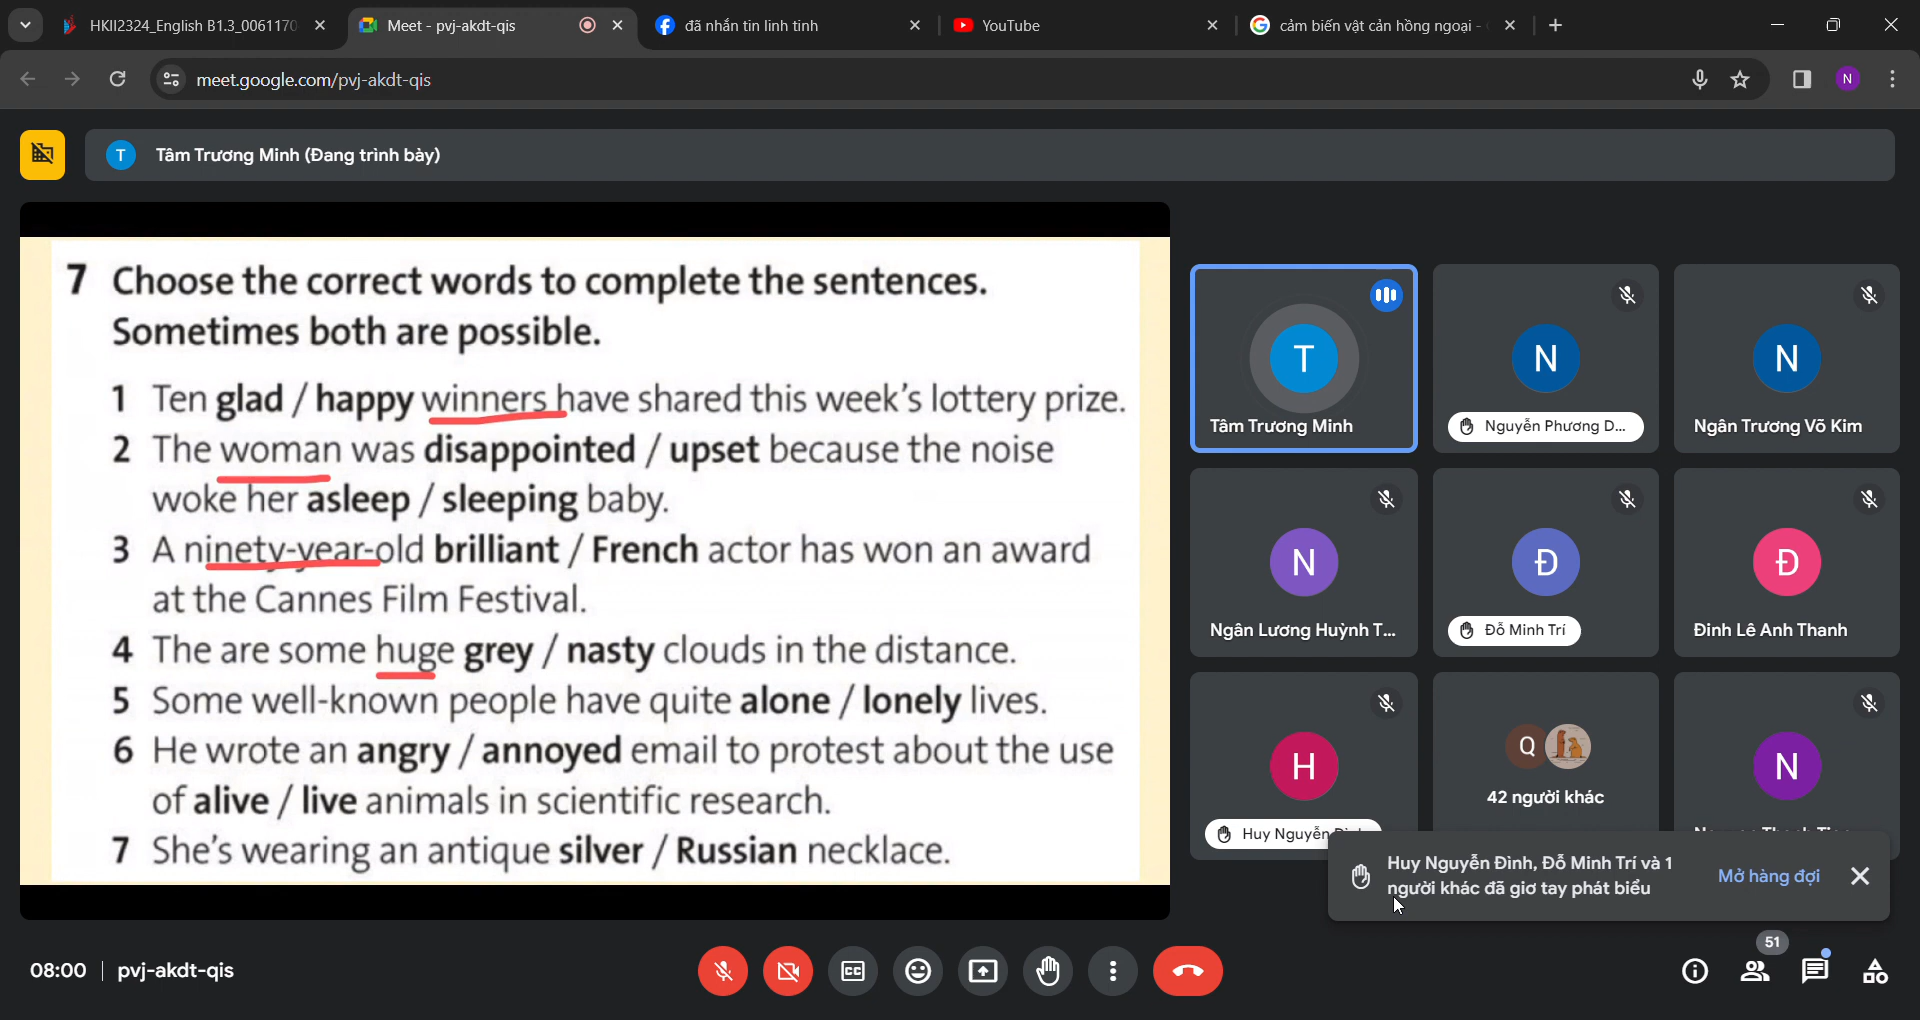 HKII2324_English B1.3_0061170
Meet - pvj-akdt-qis
đã nhắn tin linh tinh
YouTube
cảm biến vật cản hồng ngoại -
meet.google.com/pvj-akdt-qis
N
T
Tâm Trương Minh (Đang trình bày)
7 Choose the correct words to complete the sentences.
Sometimes both are possible.
1 Ten glad / happy winners have shared this week's lottery prize.
2 The woman was disappointed / upset because the noise
woke her asleep / sleeping baby.
3 A ninety-year-old brilliant / French actor has won an award
at the Cannes Film Festival.
4 The are some huge grey / nasty clouds in the distance.
5 Some well-known people have quite alone / lonely lives.
6 He wrote an angry / annoyed email to protest about the use
of alive / live animals in scientific research.
7 She's wearing an antique silver / Russian necklace.
T
Tâm Trương Minh
N
Nguyễn Phương D...
N
Ngân Trương Võ Kim
N
Ngân Lương Huỳnh T...
Đ
Đỗ Minh Trí
Đ
Đinh Lê Anh Thanh
H
Huy Nguyễn
Q
42 người khác
N
Huy Nguyễn Đình, Đỗ Minh Trí và 1
người khác đã giơ tay phát biểu
Mở hàng đợi
08:00 | pvj-akdt-qis
51